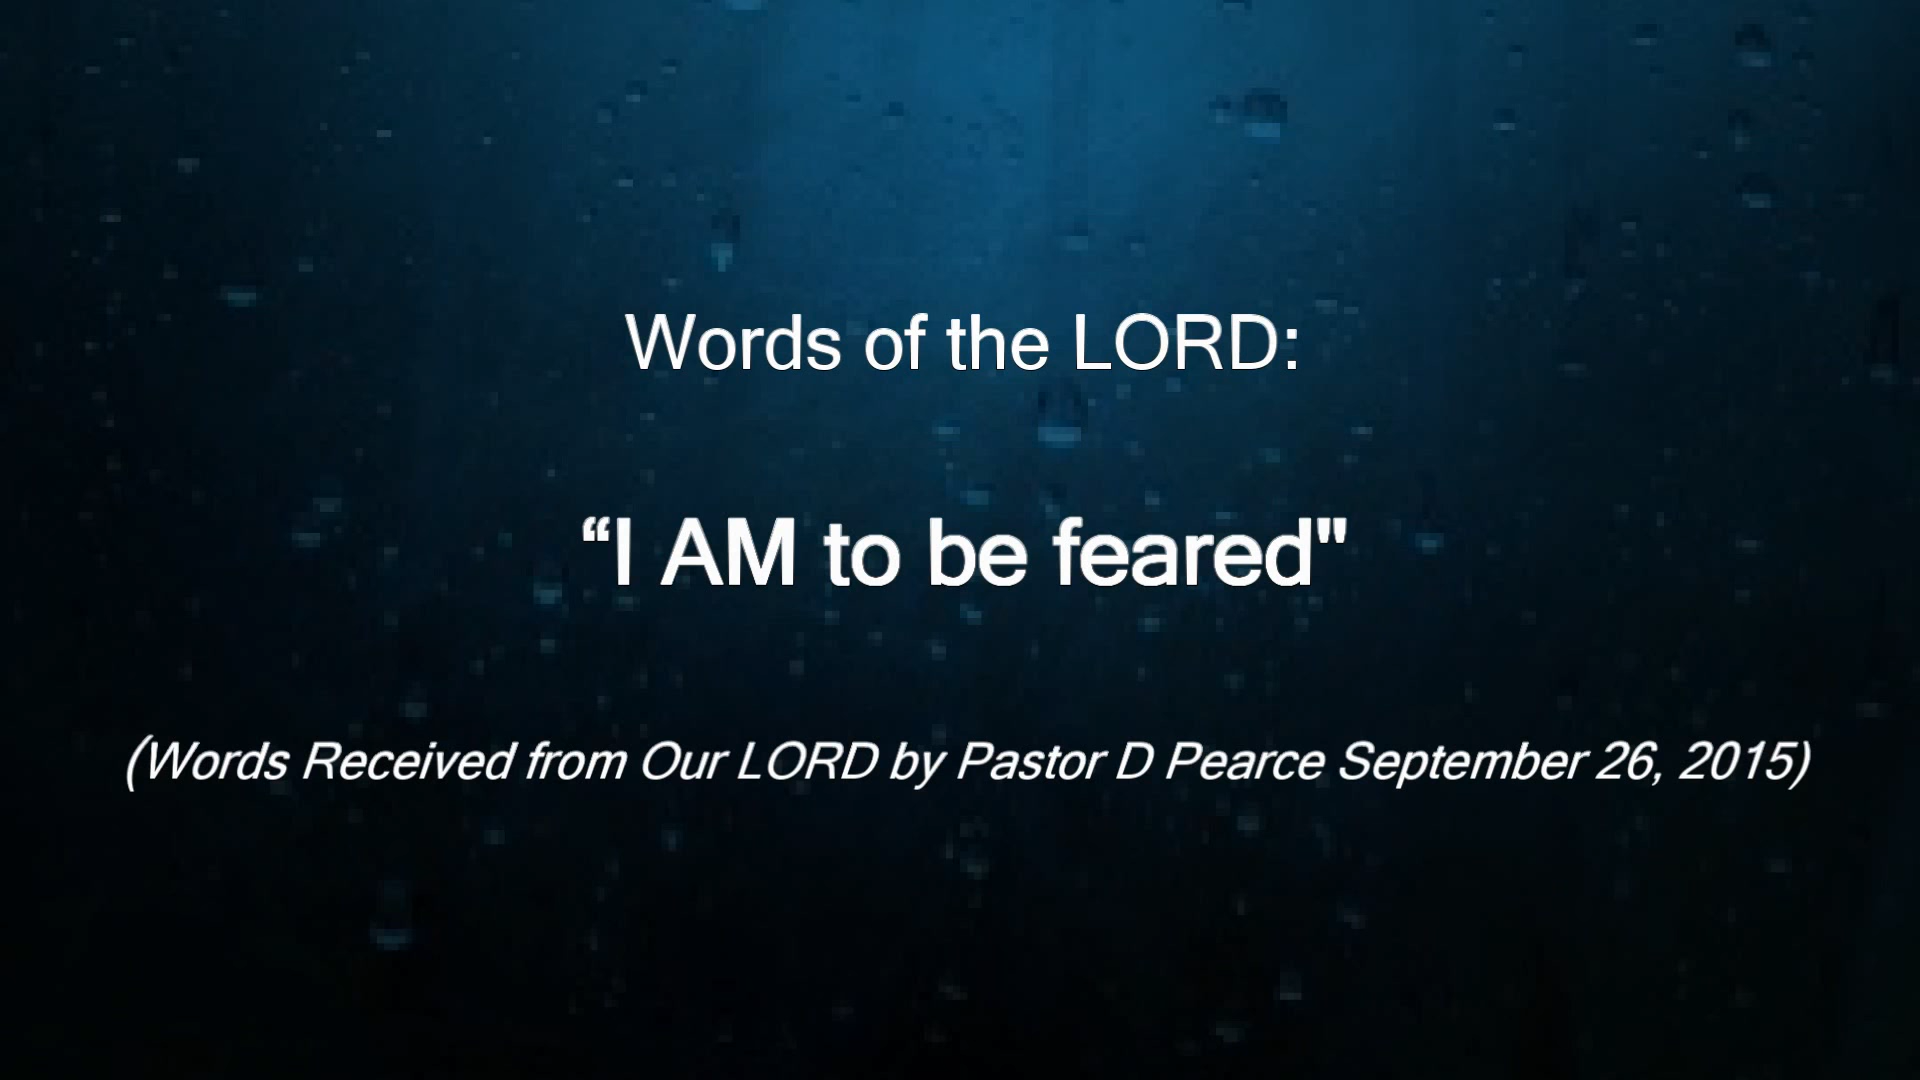 Words of the LORD:
“I AM to be feared"
(Words Received from Our LORD by Pastor D Pearce September 26, 2015)